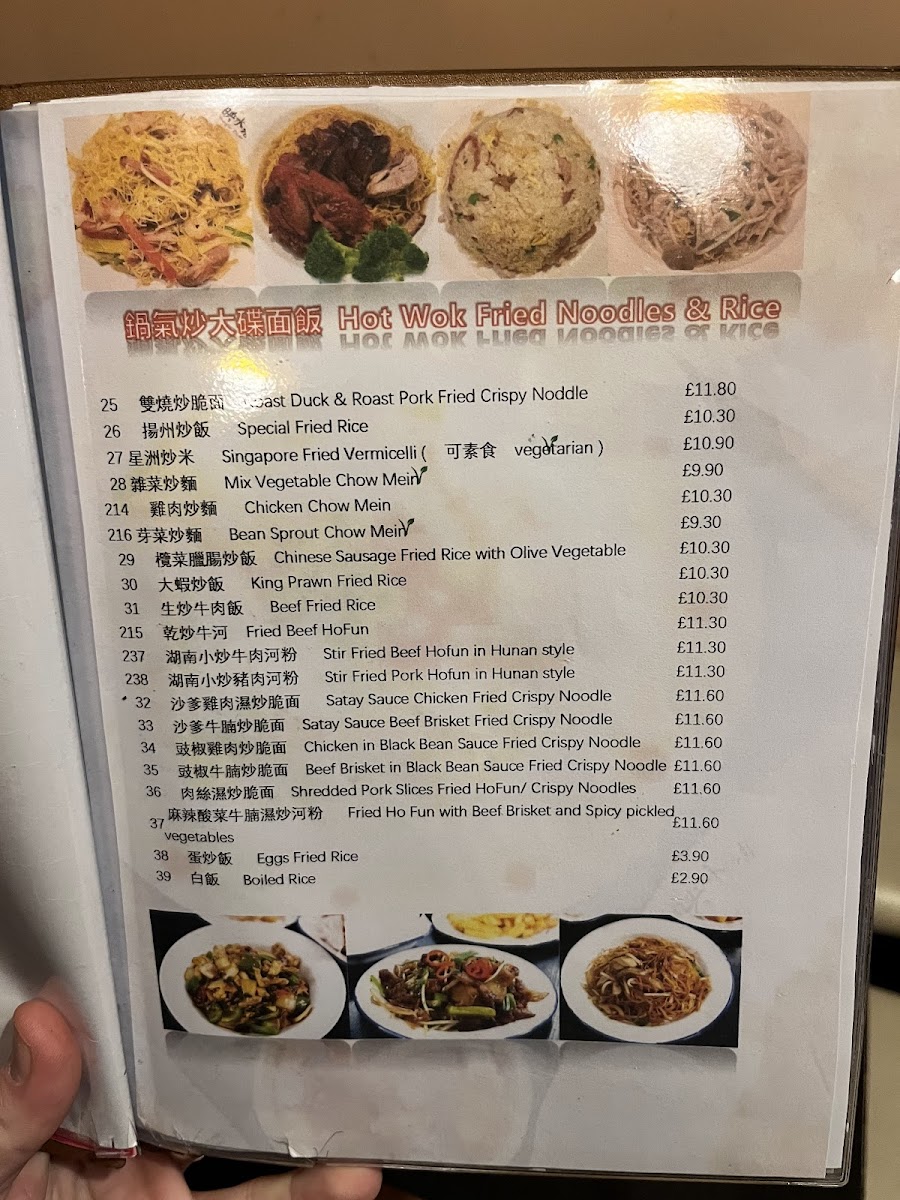 鍋氣炒大碟面飯 Hot Wok Fried Noodles & Rice
25 雙燒炒脆面 Roast Duck & Roast Pork Fried Crispy Noddle £11.80
26 揚州炒飯 Special Fried Rice £10.30
27 星洲炒米 Singapore Fried Vermicelli ( 可素食 vegetarian ) £10.90
28 雜菜炒麵 Mix Vegetable Chow Mein £9.90
214 雞肉炒麵 Chicken Chow Mein £10.30
216 芽菜炒麵 Bean Sprout Chow Mein £9.30
29 欖菜臘腸炒飯 Chinese Sausage Fried Rice with Olive Vegetable £10.30
30 大蝦炒飯 King Prawn Fried Rice £10.30
31 生炒牛肉飯 Beef Fried Rice £10.30
215 乾炒牛河 Fried Beef HoFun £11.30
237 湖南小炒牛肉河粉 Stir Fried Beef Hofun in Hunan style £11.30
238 湖南小炒豬肉河粉 Stir Fried Pork Hofun in Hunan style £11.30
32 沙爹雞肉濕炒脆面 Satay Sauce Chicken Fried Crispy Noodle £11.60
33 沙爹牛腩炒脆面 Satay Sauce Beef Brisket Fried Crispy Noodle £11.60
34 豉椒雞肉炒脆面 Chicken in Black Bean Sauce Fried Crispy Noodle £11.60
35 豉椒牛腩炒脆面 Beef Brisket in Black Bean Sauce Fried Crispy Noodle £11.60
36 肉絲濕炒脆面 Shredded Pork Slices Fried HoFun/ Crispy Noodles £11.60
37 麻辣酸菜牛腩濕炒河粉 Fried Ho Fun with Beef Brisket and Spicy pickled £11.60
vegetables
38 蛋炒飯 Eggs Fried Rice £3.90
39 白飯 Boiled Rice £2.90